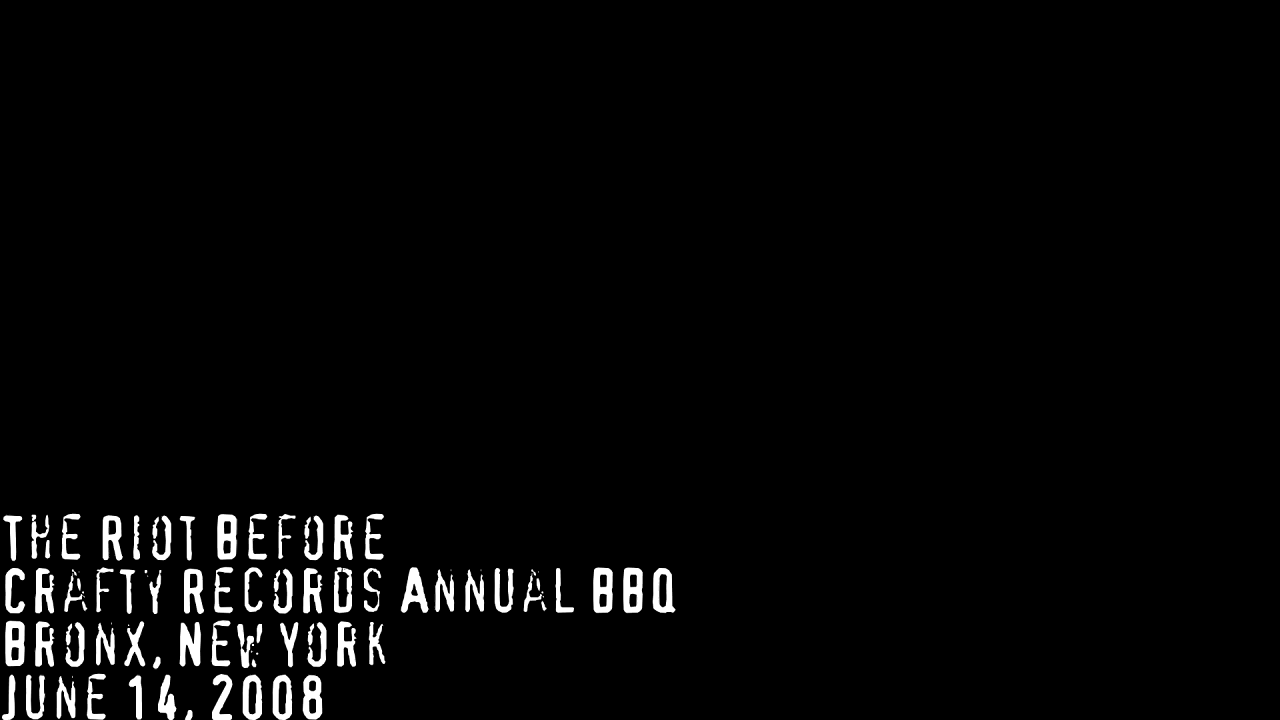 THE RIOT BEFORE
CRAFTY RECORDS ANNUAL BBQ
BRONX, NEW YORK
JUNE 14, 2008